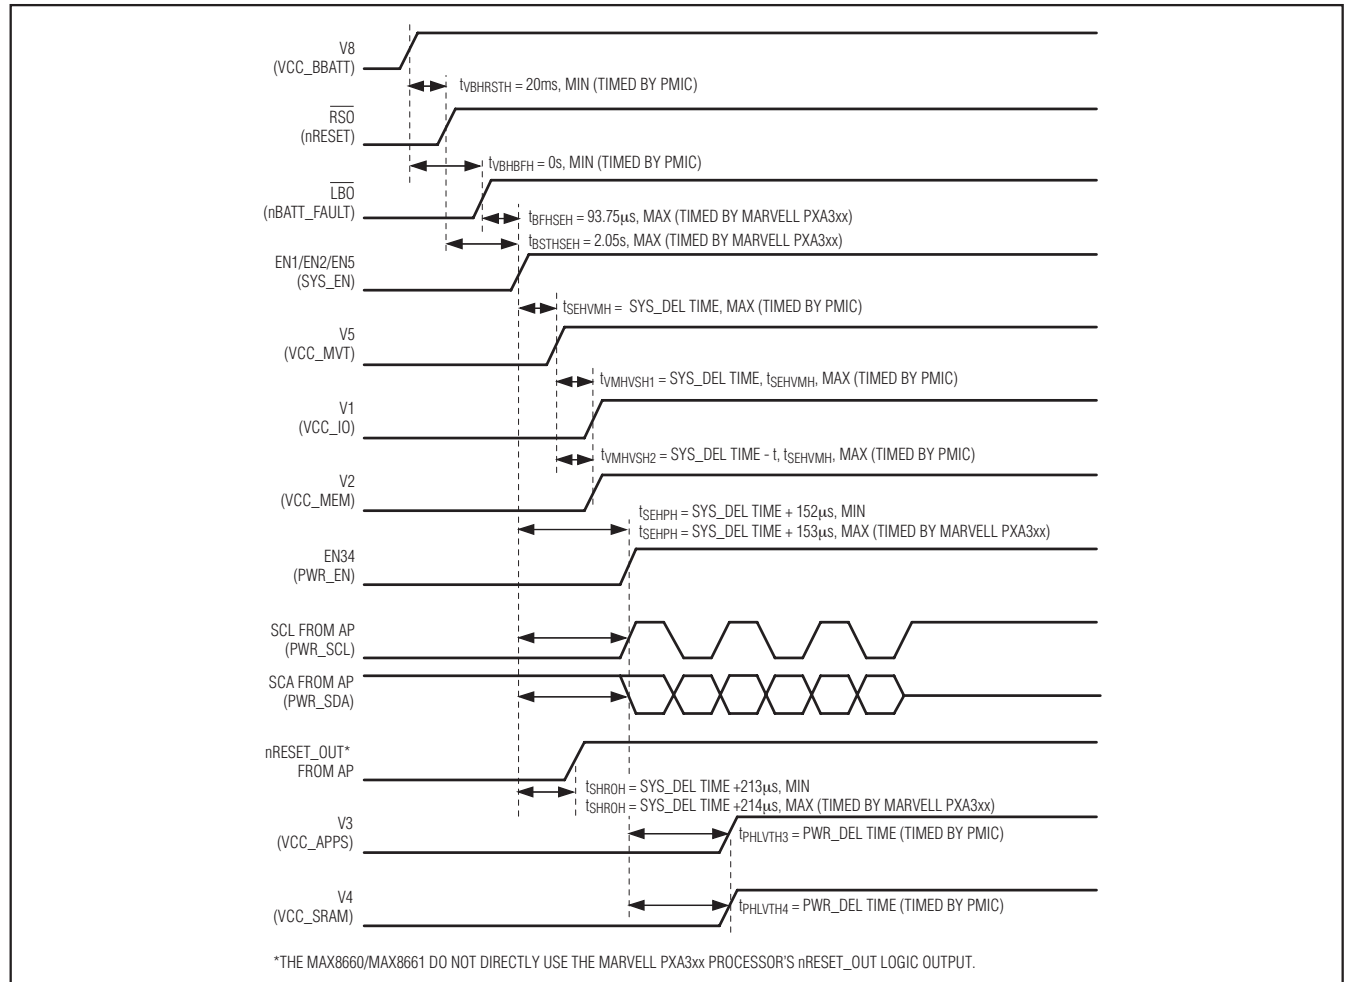 V8
(VCC_BBATT)
tVBHRSTH = 20ms, MIN (TIMED BY PMIC)
RSO
(nRESET)
tVBHBFH = 0s, MIN (TIMED BY PMIC)
LBO
(nBATT_FAULT)
tBFHSEH = 93.75µs, MAX (TIMED BY MARVELL PXA3xx)
tBSTHSEH = 2.05s, MAX (TIMED BY MARVELL PXA3xx)
EN1/EN2/EN5
(SYS_EN)
tSEHVMH = SYS_DEL TIME, MAX (TIMED BY PMIC)
V5
(VCC_MVT)
tVMHVSH1 = SYS_DEL TIME, tSEHVMH, MAX (TIMED BY PMIC)
V1
(VCC_IO)
tVMHVSH2 = SYS_DEL TIME - t, tSEHVMH, MAX (TIMED BY PMIC)
V2
(VCC_MEM)
tSEHPH = SYS_DEL TIME + 152µs, MIN
tSEHPH = SYS_DEL TIME + 153µs, MAX (TIMED BY MARVELL PXA3xx)
EN34
(PWR_EN)
SCL FROM AP
(PWR_SCL)
SCA FROM AP
(PWR_SDA)
nRESET_OUT*
FROM AP
tSHROH = SYS_DEL TIME +213µs, MIN
tSHROH = SYS_DEL TIME +214µs, MAX (TIMED BY MARVELL PXA3xx)
V3
(VCC_APPS)
tPHLVTH3 = PWR_DEL TIME (TIMED BY PMIC)
V4
(VCC_SRAM)
tPHLVTH4 = PWR_DEL TIME (TIMED BY PMIC)
*THE MAX8660/MAX8661 DO NOT DIRECTLY USE THE MARVELL PXA3xx PROCESSOR'S nRESET_OUT LOGIC OUTPUT.